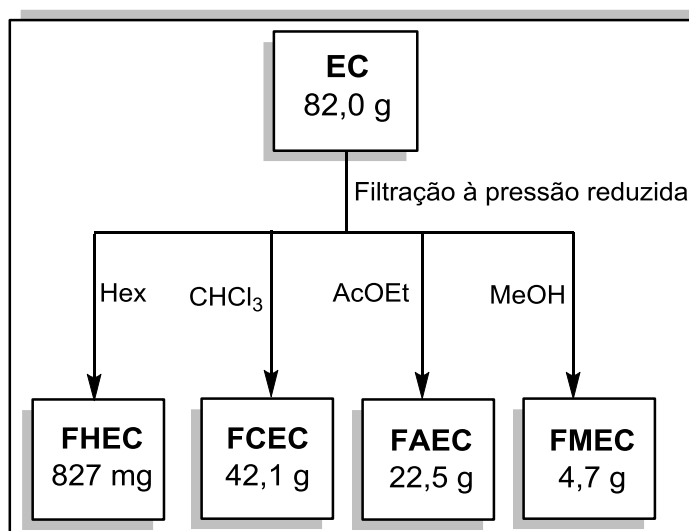 EC
82,0 g
Filtração à pressão reduzida
Hex
CHCl₃
AcOEt
MeOH
FHEC
827 mg
FCEC
42,1 g
FAEC
22,5 g
FMEC
4,7 g